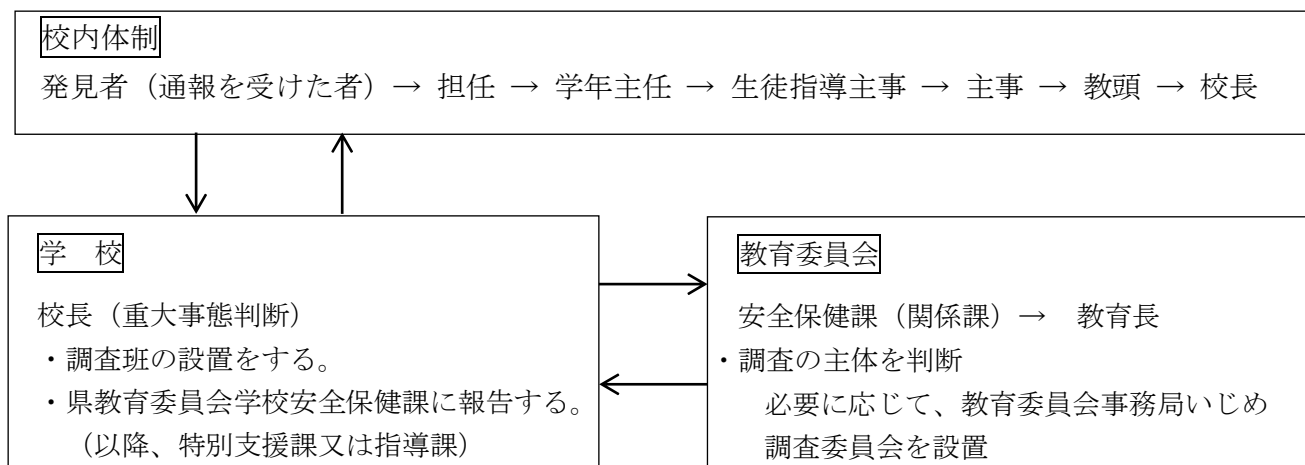 校内体制
発見者（通報を受けた者）→ 担任 → 学年主任 → 生徒指導主事 → 主事 → 教頭 → 校長
学　校
校長（重大事態判断）
・調査班の設置をする。
・県教育委員会学校安全保健課に報告する。
（以降、特別支援課又は指導課）
教育委員会
安全保健課（関係課）→　教育長
・調査の主体を判断
必要に応じて、教育委員会事務局いじめ
調査委員会を設置